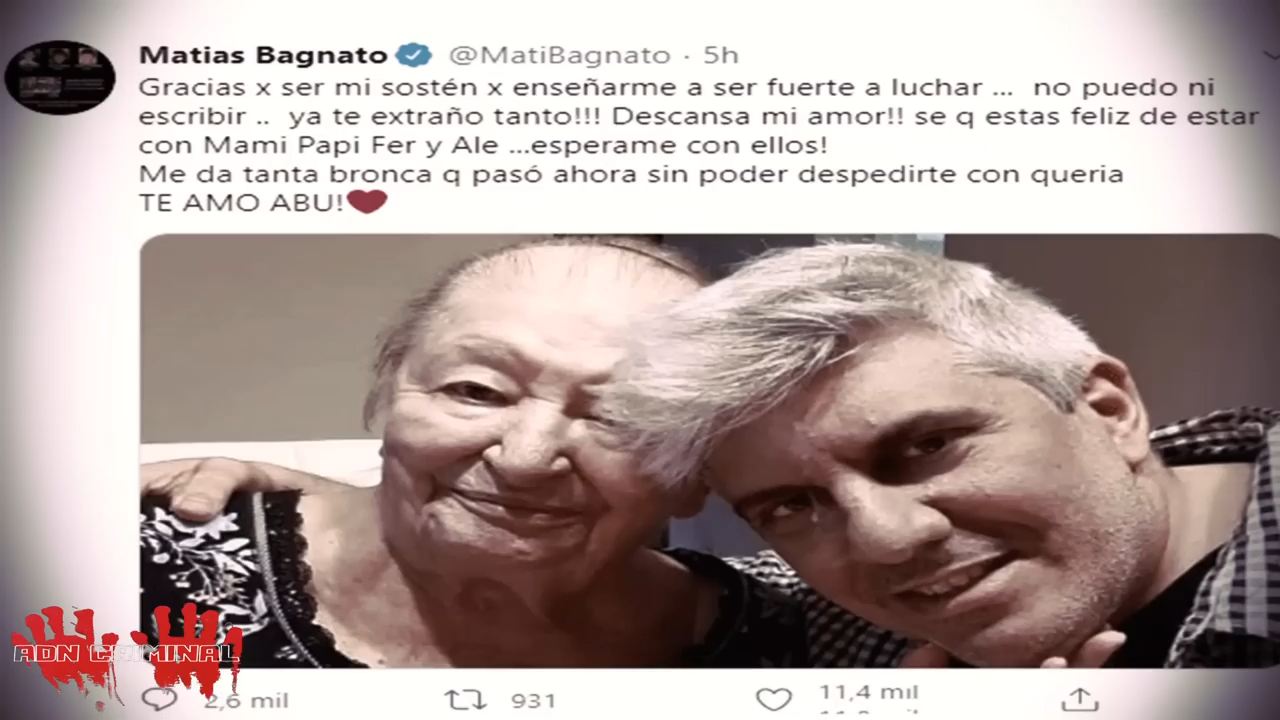 Matias Bagnato @MatiBagnato · 5h
Gracias x ser mi sostén x enseñarme a ser fuerte a luchar ... no puedo ni
escribir .. ya te extraño tanto!!! Descansa mi amor!! se q estas feliz de estar
con Mami Papi Fer y Ale ...esperame con ellos!
Me da tanta bronca q pasó ahora sin poder despedirte con queria
TE AMO ABU!❤
ADN CRIMINAL
2,6 mil 931 11,4 mil